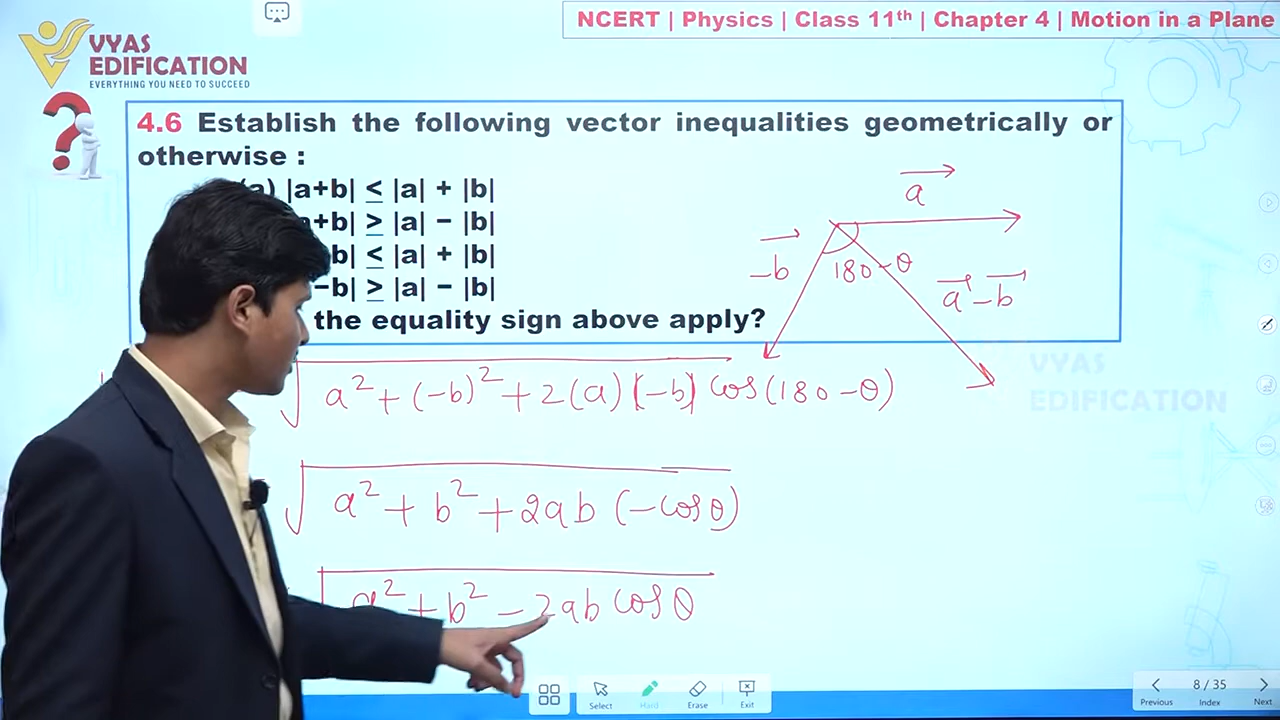 NCERT | Physics | Class 11th | Chapter 4 | Motion in a Plane
VYAS
EDIFICATION
EVERYTHING YOU NEED TO SUCCEED
4.6 Establish the following vector inequalities geometrically or
otherwise :
(a) |a+b| ≤ |a| + |b|
a+b| ≥ |a| − |b|
b| ≤ |a| + |b|
−b| ≥ |a| − |b|
the equality sign above apply?
a⃗
−b⃗
180−θ
a⃗ − b⃗
VYAS
EDIFICATION
√a² + (−b)² + 2(a)|−b| cos(180−θ)
√a² + b² + 2ab (−cosθ)
√a² + b² − 2ab cosθ
Select
Hard
Erase
Exit
Previous
8 / 35
Index
Next